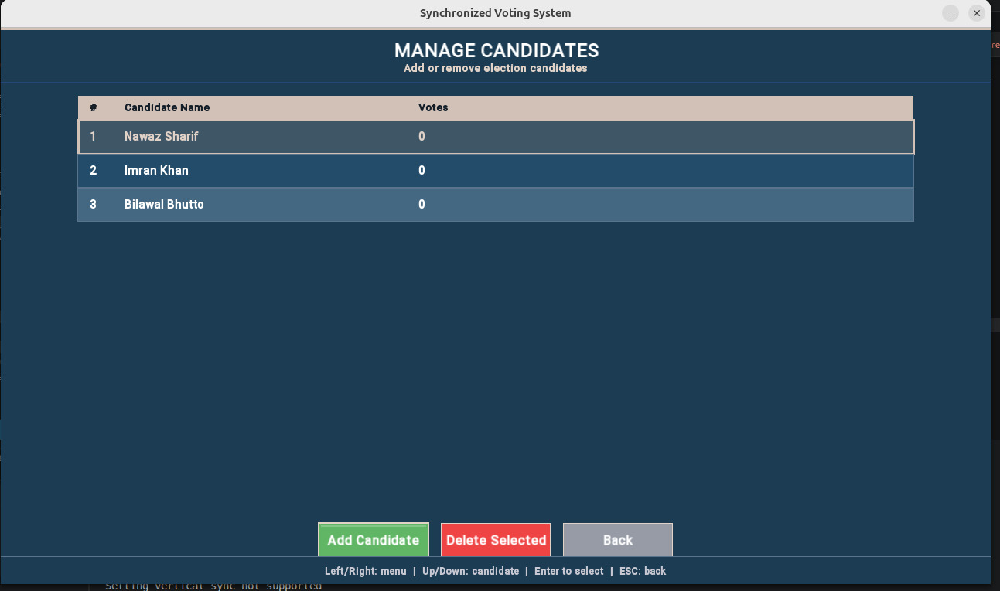 Synchronized Voting System
re
MANAGE CANDIDATES
Add or remove election candidates
# Candidate Name Votes
1 Nawaz Sharif 0
2 Imran Khan 0
3 Bilawal Bhutto 0
Add Candidate Delete Selected Back
Left/Right: menu | Up/Down: candidate | Enter to select | ESC: back
Setting vertical sync not supported